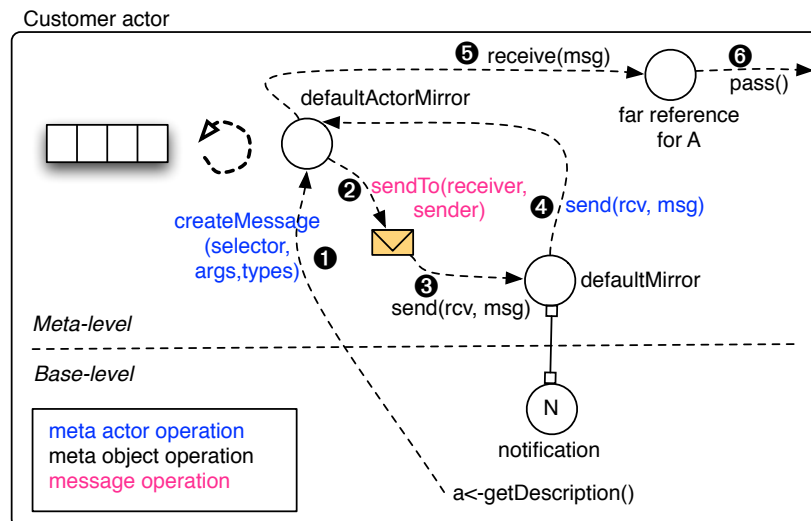 Customer actor
❺ receive(msg)
❻
pass()
defaultActorMirror
far reference
for A
❷ sendTo(receiver,
sender)
❹ send(rcv, msg)
createMessage
(selector,
args,types)
❶
❸
send(rcv, msg)
defaultMirror
Meta-level
Base-level
N
notification
meta actor operation
meta object operation
message operation
a<-getDescription()